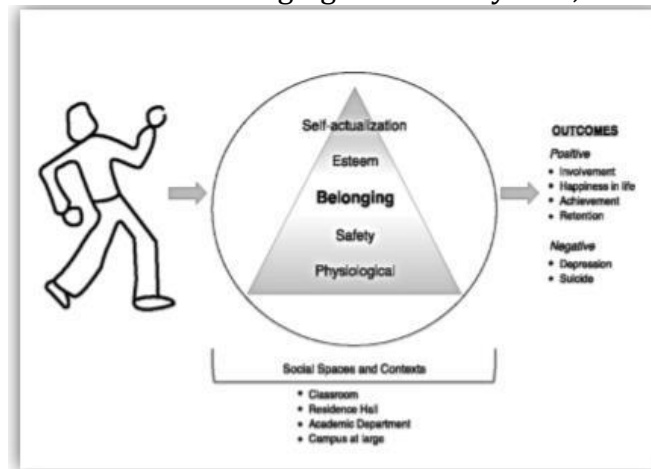 Self-actualization
Esteem
Belonging
Safety
Physiological
OUTCOMES
Positive
• Involvement
• Happiness in life
• Achievement
• Retention
Negative
• Depression
• Suicide
Social Spaces and Contexts
• Classroom
• Residence Hall
• Academic Department
• Campus at large